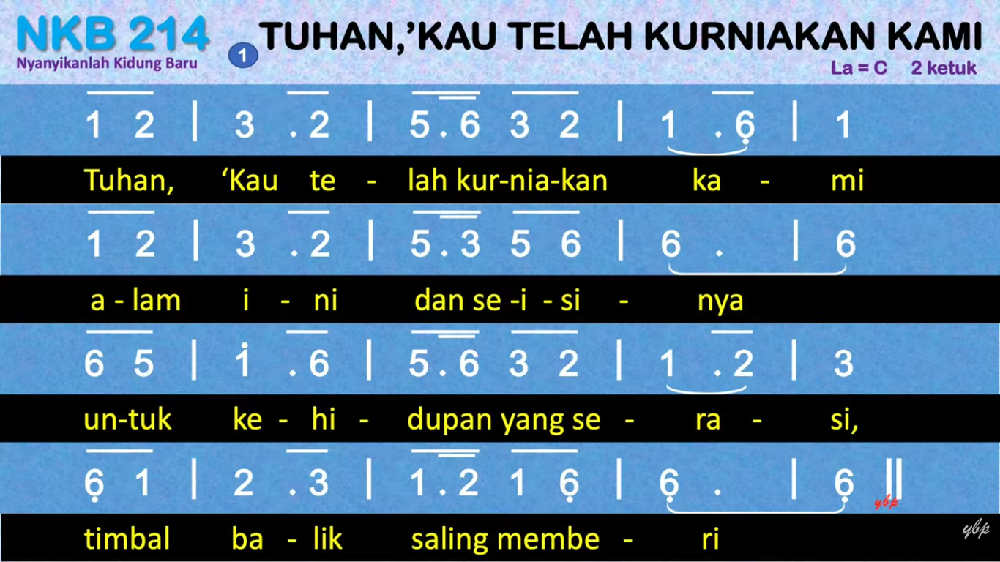 NKB 214
Nyanyikanlah Kidung Baru
1 TUHAN,’KAU TELAH KURNIAKAN KAMI
La = C 2 ketuk
1 2 | 3 . 2 | 5 . 6 3 2 | 1 . 6̣ | 1
Tuhan, ‘Kau te - lah kur-nia-kan ka - mi
1 2 | 3 . 2 | 5 . 3 5 6 | 6 . | 6
a - lam i - ni dan se -i - si - nya
6 5 | 1̇ . 6 | 5 . 6 3 2 | 1 . 2 | 3
un-tuk ke - hi - dupan yang se - ra - si,
6̣ 1 | 2 . 3 | 1 . 2 1 6̣ | 6̣ . | 6̣ ||
ybp
timbal ba - lik saling membe - ri
ybp